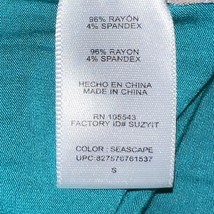 96% RAYÓN
4% SPANDEX
96% RAYON
4% SPANDEX
HECHO EN CHINA
MADE IN CHINA
RN 105543
FACTORY ID# SUZYIT
COLOR : SEASCAPE
UPC 827576761537
S